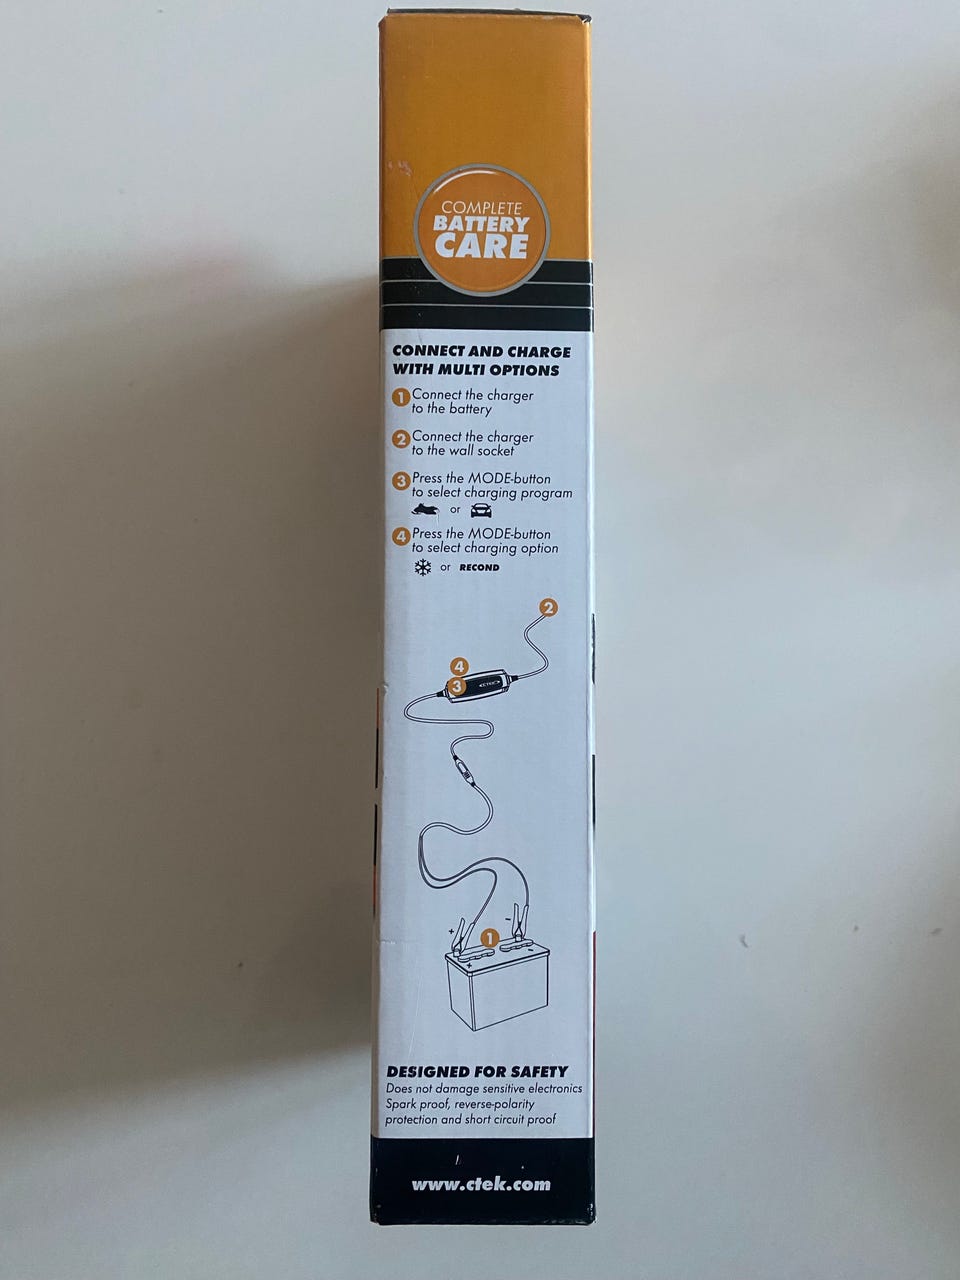 COMPLETE
BATTERY
CARE
CONNECT AND CHARGE
WITH MULTI OPTIONS
1 Connect the charger
to the battery
2 Connect the charger
to the wall socket
3 Press the MODE-button
to select charging program
or
4 Press the MODE-button
to select charging option
or RECOND
2
4
3 CTEK
+ -
1
+ -
DESIGNED FOR SAFETY
Does not damage sensitive electronics
Spark proof, reverse-polarity
protection and short circuit proof
www.ctek.com